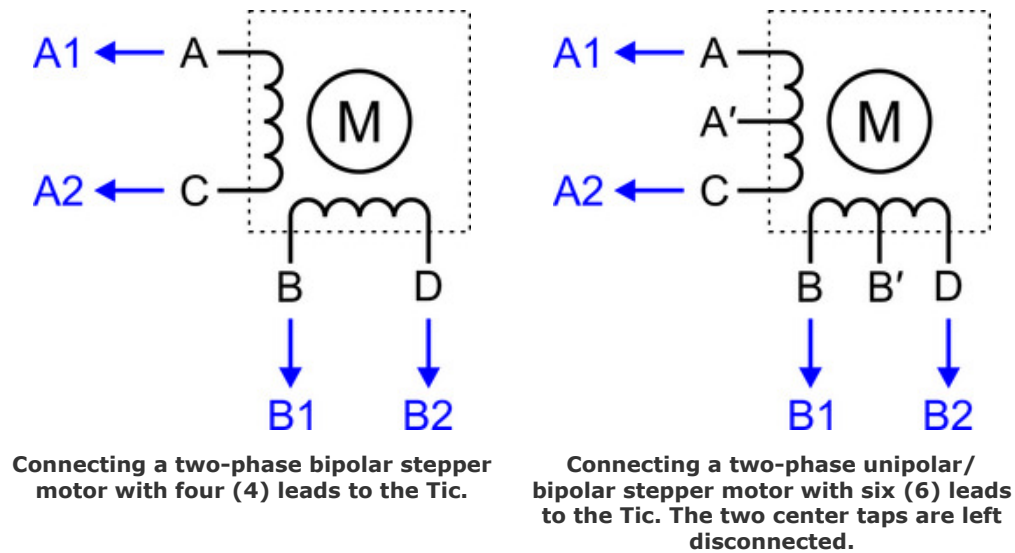 A1 A
M
A2 C
B D
B1 B2
Connecting a two-phase bipolar stepper
motor with four (4) leads to the Tic.
A1 A
A′ M
A2 C
B B′ D
B1 B2
Connecting a two-phase unipolar/
bipolar stepper motor with six (6) leads
to the Tic. The two center taps are left
disconnected.